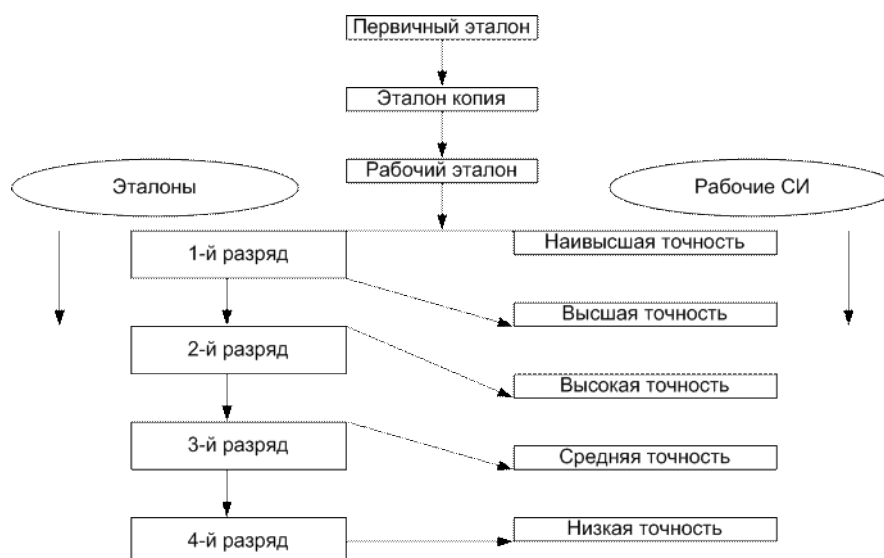 Первичный эталон
Эталон копия
Рабочий эталон
Эталоны
Рабочие СИ
1-й разряд
Наивысшая точность
Высшая точность
2-й разряд
Высокая точность
3-й разряд
Средняя точность
4-й разряд
Низкая точность